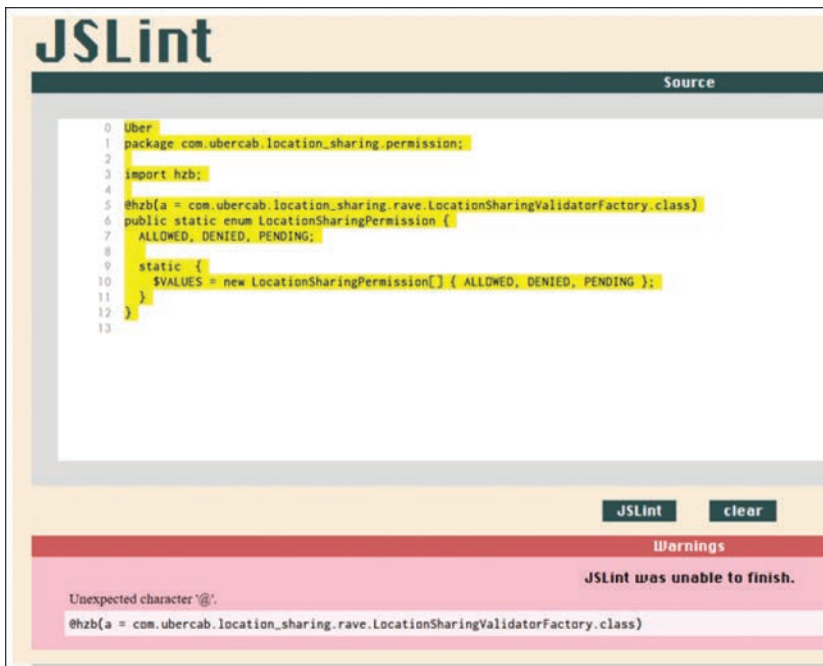 JSLint
Source
0 Uber
1 package com.ubercab.location_sharing.permission;
2
3 import hzb;
4
5 @hzb(a = com.ubercab.location_sharing.rave.LocationSharingValidatorFactory.class)
6 public static enum LocationSharingPermission {
7 ALLOWED, DENIED, PENDING;
8
9 static {
10 $VALUES = new LocationSharingPermission[] { ALLOWED, DENIED, PENDING };
11 }
12 }
13
JSLint clear
Warnings
JSLint was unable to finish.
Unexpected character '@'.
@hzb(a = com.ubercab.location_sharing.rave.LocationSharingValidatorFactory.class)